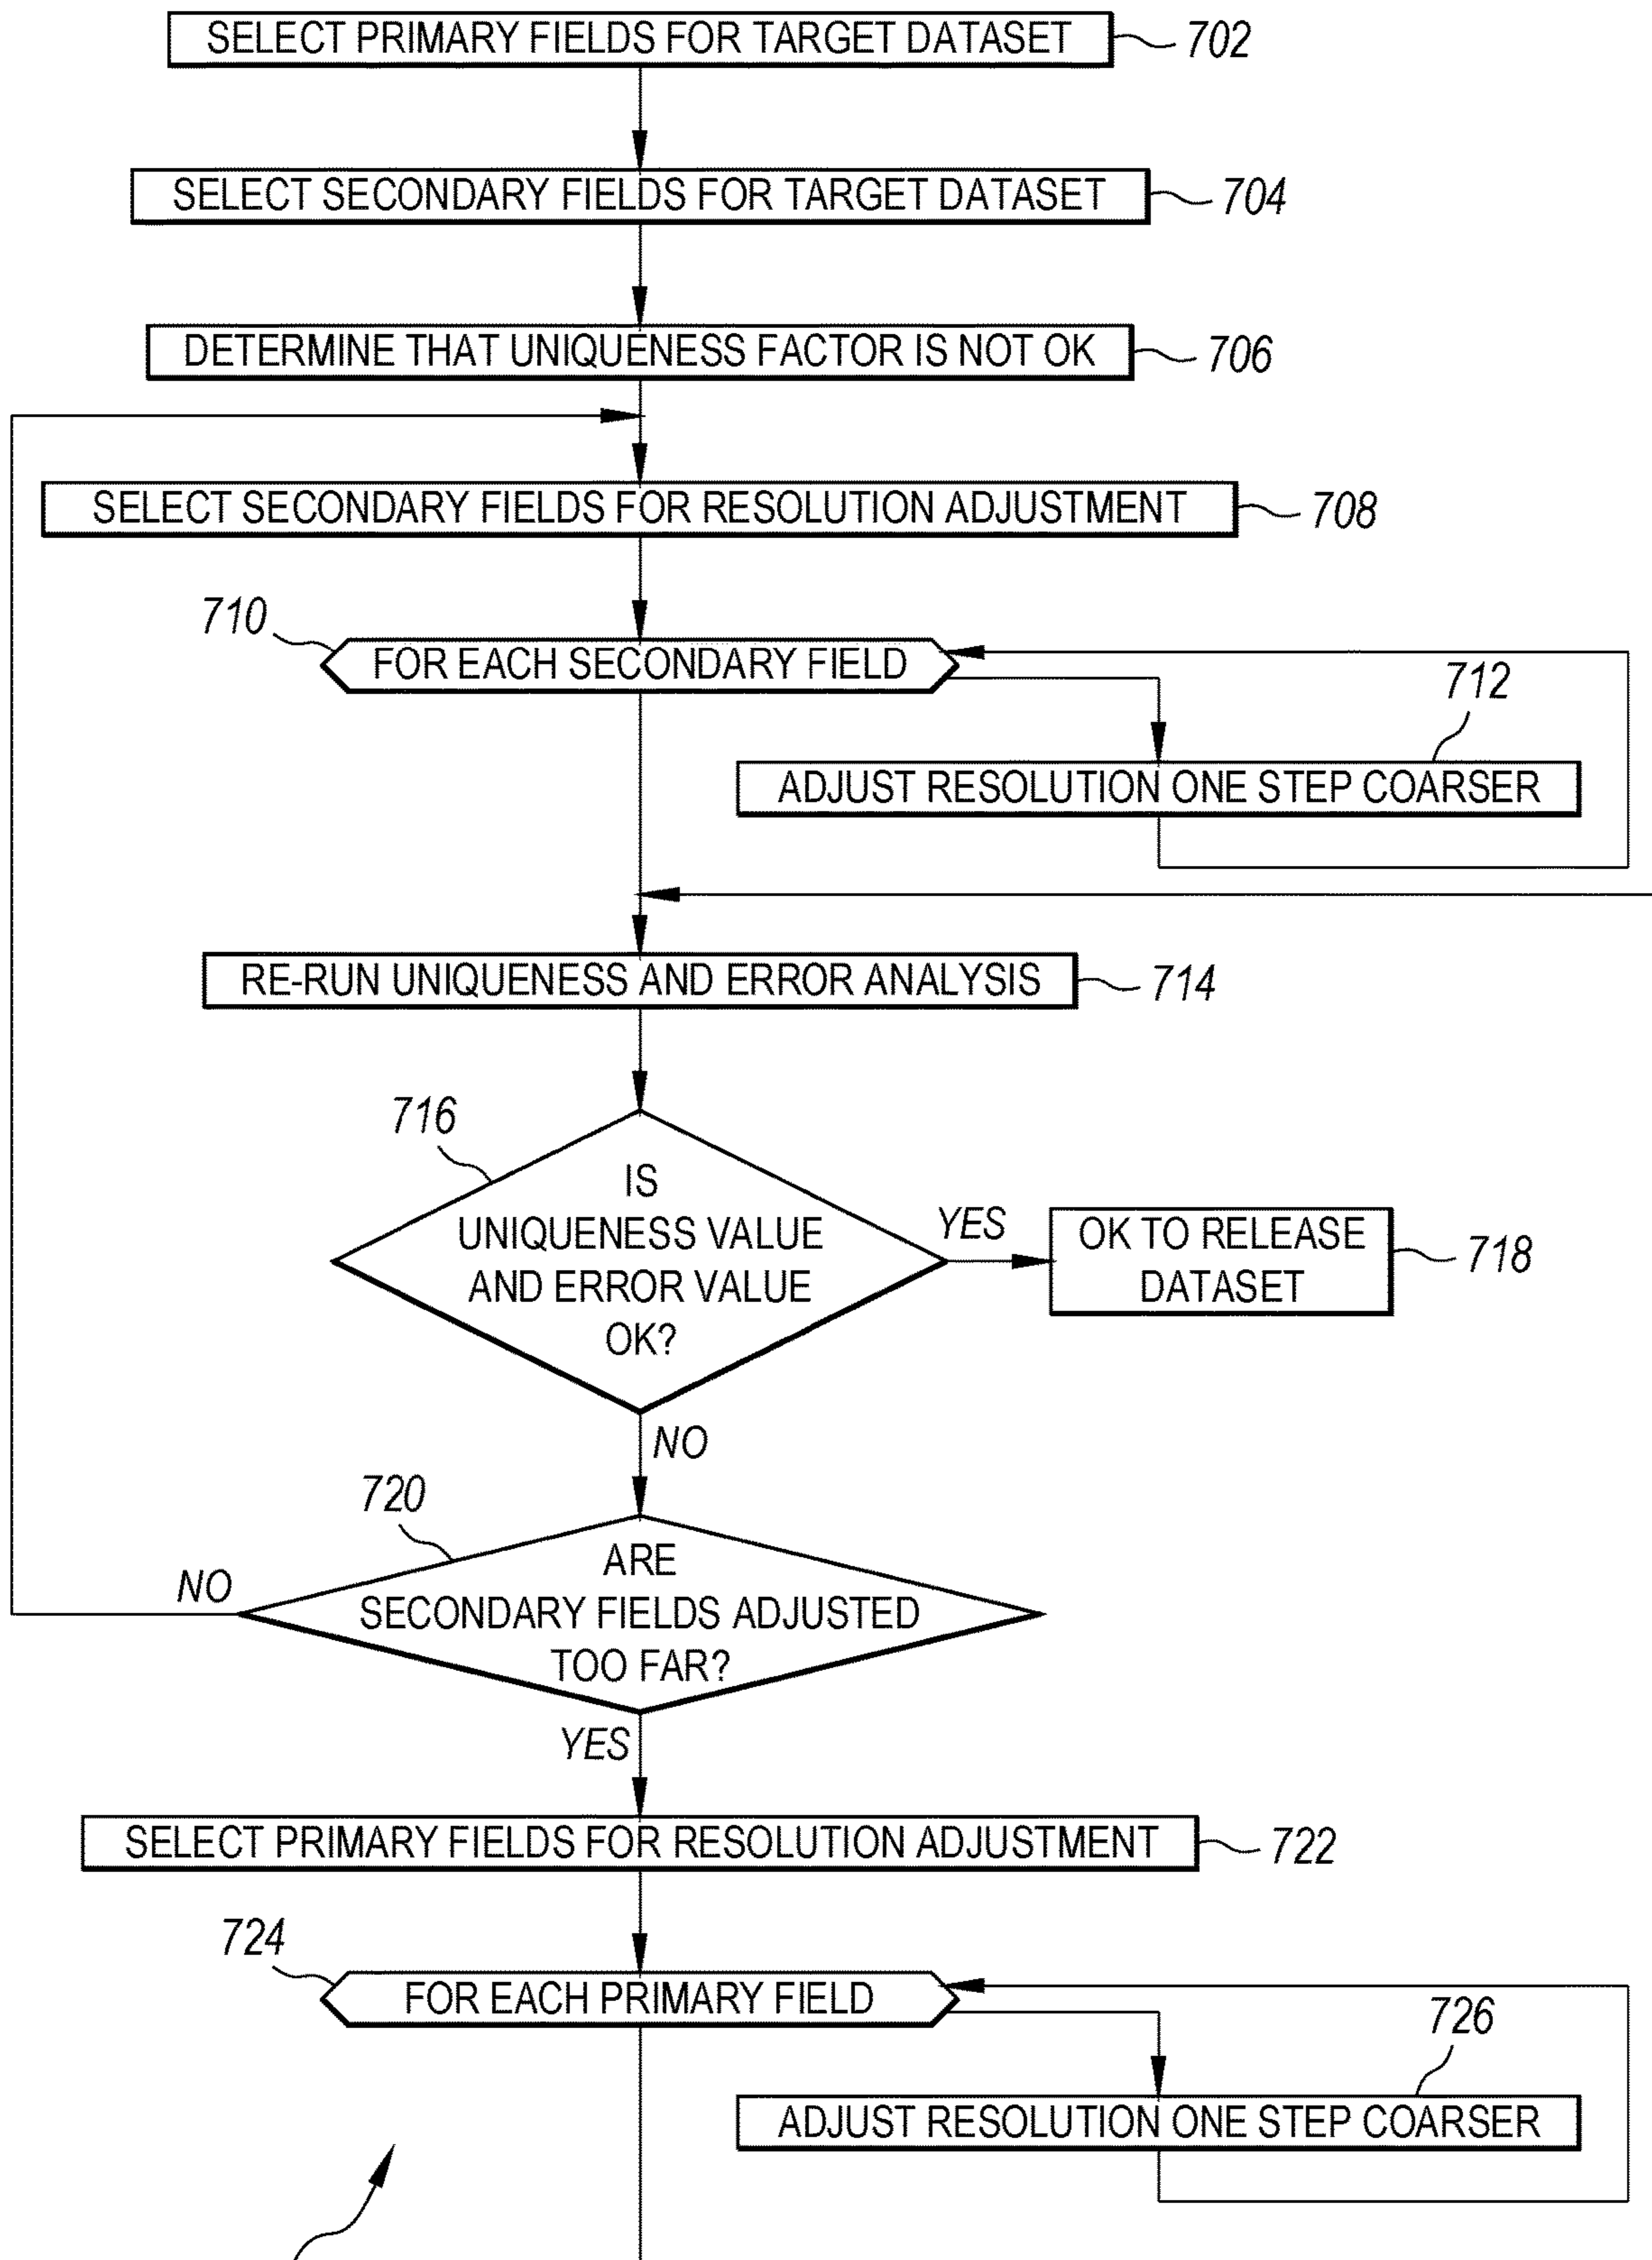 SELECT PRIMARY FIELDS FOR TARGET DATASET
702
SELECT SECONDARY FIELDS FOR TARGET DATASET
704
DETERMINE THAT UNIQUENESS FACTOR IS NOT OK
706
SELECT SECONDARY FIELDS FOR RESOLUTION ADJUSTMENT
708
710
FOR EACH SECONDARY FIELD
712
ADJUST RESOLUTION ONE STEP COARSER
RE-RUN UNIQUENESS AND ERROR ANALYSIS
714
716
IS
UNIQUENESS VALUE
AND ERROR VALUE
OK?
YES
OK TO RELEASE
DATASET
718
NO
720
ARE
SECONDARY FIELDS ADJUSTED
TOO FAR?
NO
YES
SELECT PRIMARY FIELDS FOR RESOLUTION ADJUSTMENT
722
724
FOR EACH PRIMARY FIELD
726
ADJUST RESOLUTION ONE STEP COARSER